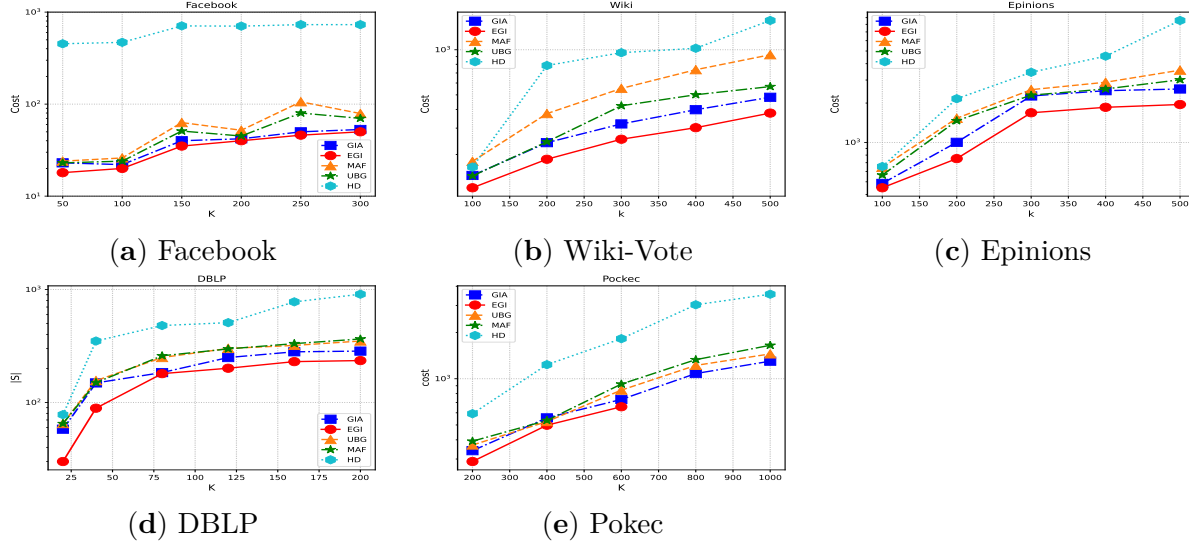 Facebook
Cost
10³
10²
10¹
50 100 150 200 250 300
K
GIA
EGI
MAF
UBG
HD
(a) Facebook
Wiki
Cost
10³
100 150 200 250 300 350 400 450 500
k
GIA
EGI
MAF
UBG
HD
(b) Wiki-Vote
Epinions
Cost
10³
100 150 200 250 300 350 400 450 500
k
GIA
EGI
MAF
UBG
HD
(c) Epinions
DBLP
|S|
10³
10²
25 50 75 100 125 150 175 200
K
GIA
EGI
UBG
MAF
HD
(d) DBLP
Pockec
cost
10³
200 300 400 500 600 700 800 900 1000
K
GIA
EGI
UBG
MAF
HD
(e) Pokec